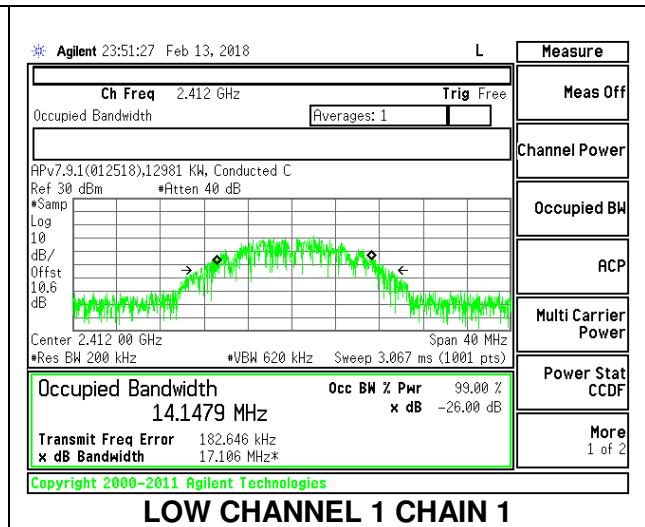 Agilent 23:51:27 Feb 13, 2018 L
Measure
Ch Freq 2.412 GHz Trig Free
Occupied Bandwidth Averages: 1
APv7.9.1(012518),12981 KW, Conducted C
Ref 30 dBm #Atten 40 dB
#Samp
Log
10
dB/
Offst
10.6
dB
Center 2.412 00 GHz Span 40 MHz
#Res BW 200 kHz #VBW 620 kHz Sweep 3.067 ms (1001 pts)
Occupied Bandwidth Occ BW % Pwr 99.00 %
14.1479 MHz x dB -26.00 dB
Transmit Freq Error 182.646 kHz
x dB Bandwidth 17.106 MHz*
Copyright 2000-2011 Agilent Technologies
Meas Off
Channel Power
Occupied BW
ACP
Multi Carrier
Power
Power Stat
CCDF
More
1 of 2
LOW CHANNEL 1 CHAIN 1